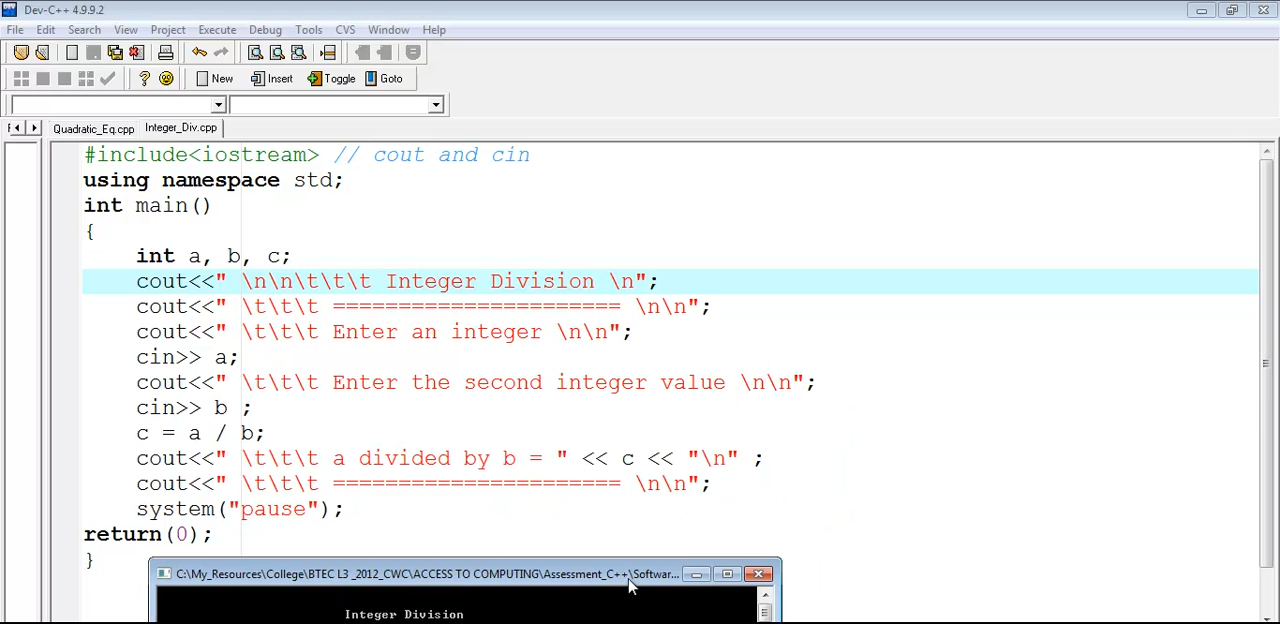 Dev-C++ 4.9.9.2
File Edit Search View Project Execute Debug Tools CVS Window Help
New Insert Toggle Goto
Quadratic_Eq.cpp Integer_Div.cpp
#include<iostream> // cout and cin
using namespace std;
int main()
{
int a, b, c;
cout<<" \n\n\t\t\t Integer Division \n";
cout<<" \t\t\t ====================== \n\n";
cout<<" \t\t\t Enter an integer \n\n";
cin>> a;
cout<<" \t\t\t Enter the second integer value \n\n";
cin>> b ;
c = a / b;
cout<<" \t\t\t a divided by b = " << c << "\n" ;
cout<<" \t\t\t ====================== \n\n";
system("pause");
return(0);
}
C:\My_Resources\College\BTEC L3 _2012_CWC\ACCESS TO COMPUTING\Assessment_C++\Softwar...
Integer Division